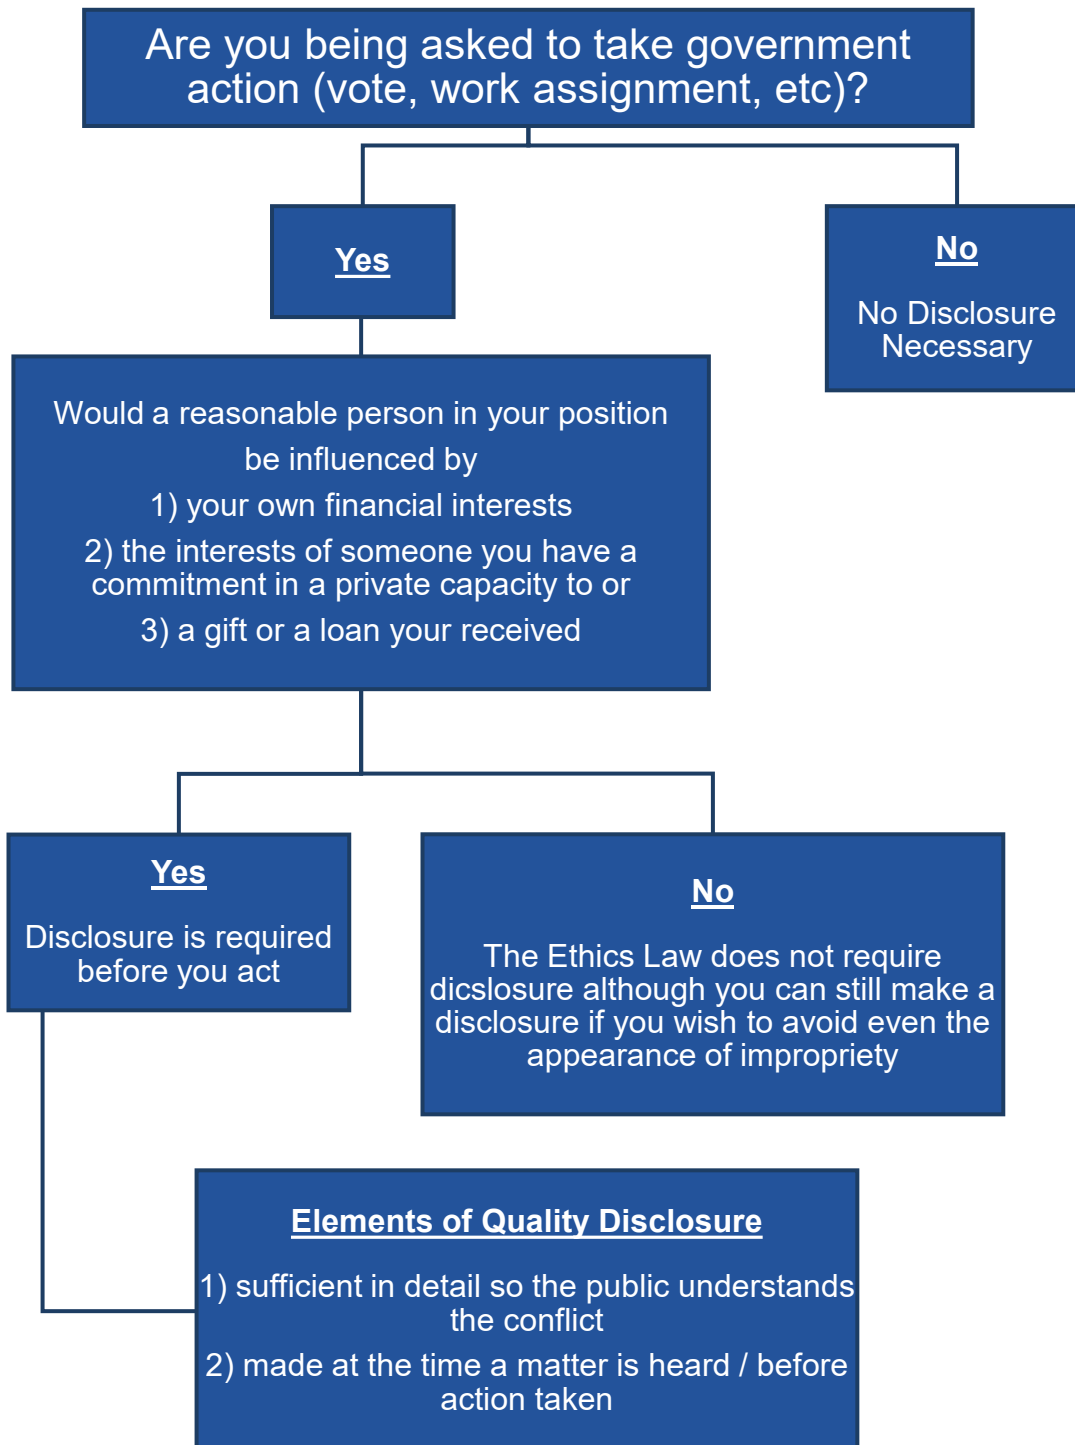 Are you being asked to take government
action (vote, work assignment, etc)?
Yes
No
No Disclosure
Necessary
Would a reasonable person in your position
be influenced by
1) your own financial interests
2) the interests of someone you have a
commitment in a private capacity to or
3) a gift or a loan your received
Yes
Disclosure is required
before you act
No
The Ethics Law does not require
dicslosure although you can still make a
disclosure if you wish to avoid even the
appearance of impropriety
Elements of Quality Disclosure
1) sufficient in detail so the public understands
the conflict
2) made at the time a matter is heard / before
action taken